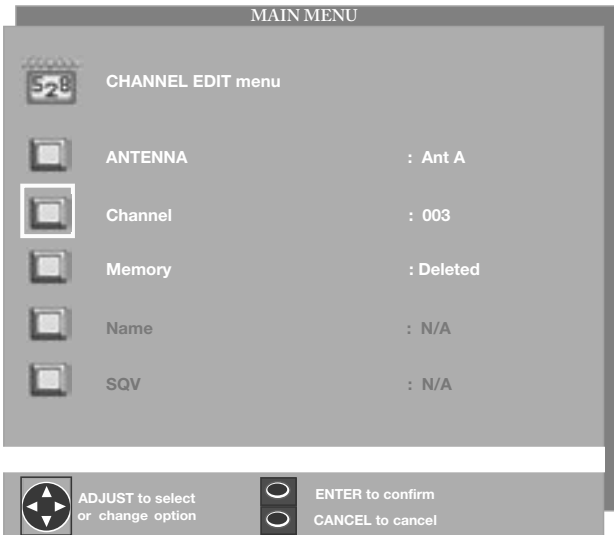 MAIN MENU
CHANNEL EDIT menu
ANTENNA : Ant A
Channel : 003
Memory : Deleted
Name : N/A
SQV : N/A
ADJUST to select
or change option
ENTER to confirm
CANCEL to cancel